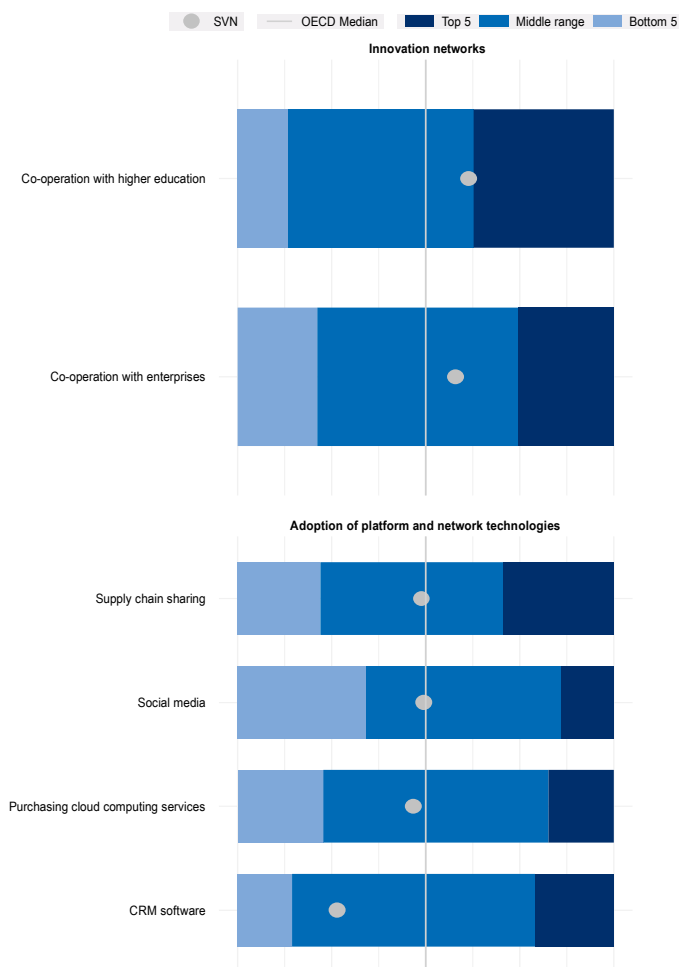 SVN OECD Median Top 5 Middle range Bottom 5
Innovation networks
Co-operation with higher education
Co-operation with enterprises
Adoption of platform and network technologies
Supply chain sharing
Social media
Purchasing cloud computing services
CRM software